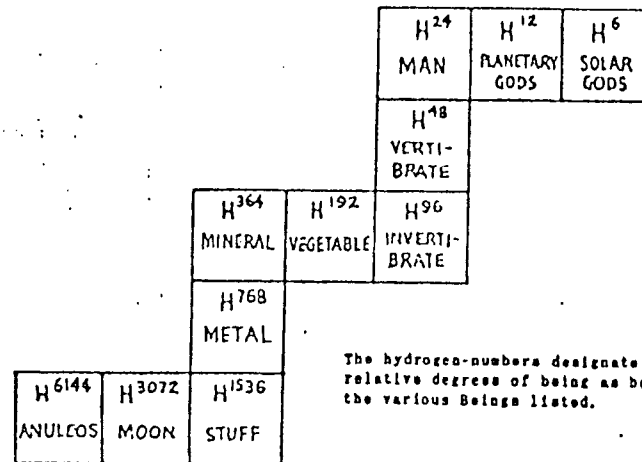 H24 H12 H6
MAN PLANETARY SOLAR
GODS GODS
H48
VERTI-
BRATE
H364 H192 H96
MINERAL VEGETABLE INVERTI-
BRATE
H768
METAL
The hydrogen-numbers designate
relative degree of being as be
the various Beings listed.
H6144 H3072 H1536
ANULEOS MOON STUFF